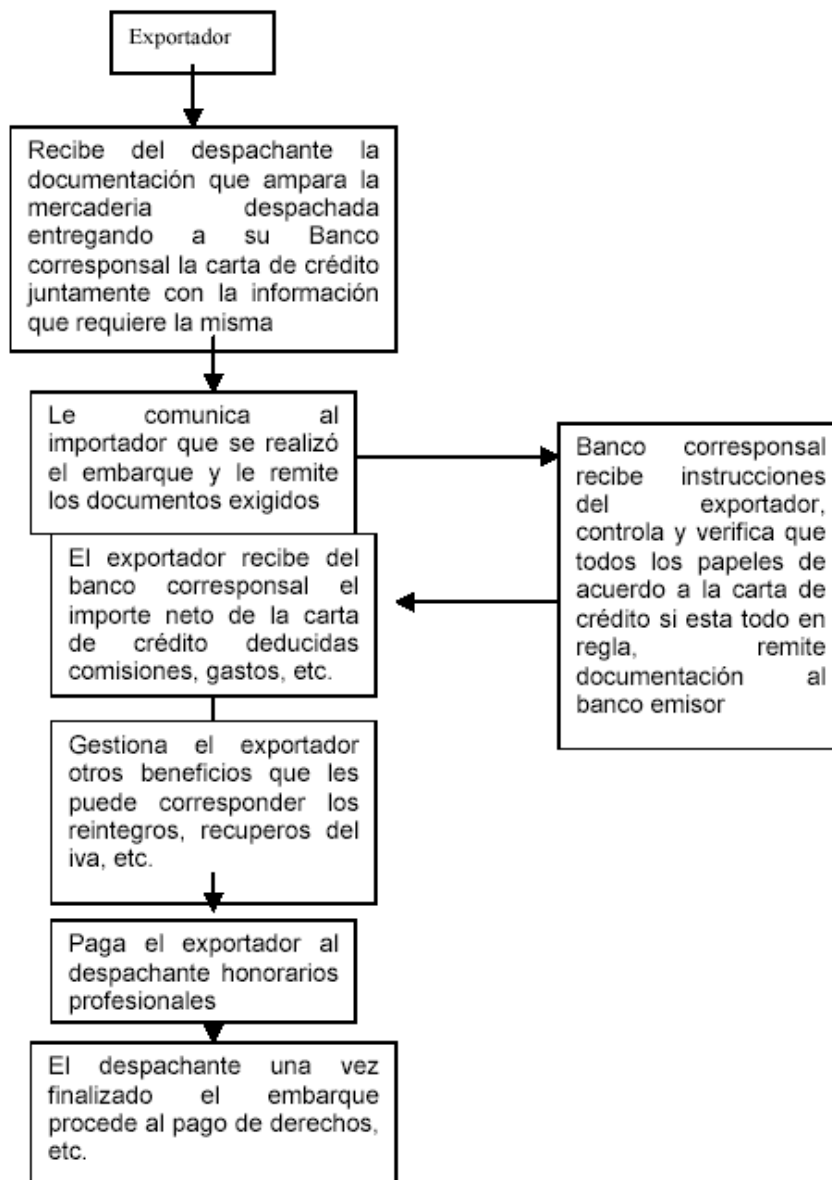 Exportador
Recibe del despachante la
documentación que ampara la
mercaderia despachada
entregando a su Banco
corresponsal la carta de crédito
juntamente con la información
que requiere la misma
Le comunica al
importador que se realizó
el embarque y le remite
los documentos exigidos
Banco corresponsal
recibe instrucciones
del exportador,
controla y verifica que
todos los papeles de
acuerdo a la carta de
crédito si esta todo en
regla, remite
documentación al
banco emisor
El exportador recibe del
banco corresponsal el
importe neto de la carta
de crédito deducidas
comisiones, gastos, etc.
Gestiona el exportador
otros beneficios que les
puede corresponder los
reintegros, recuperos del
iva, etc.
Paga el exportador al
despachante honorarios
profesionales
El despachante una vez
finalizado el embarque
procede al pago de derechos,
etc.